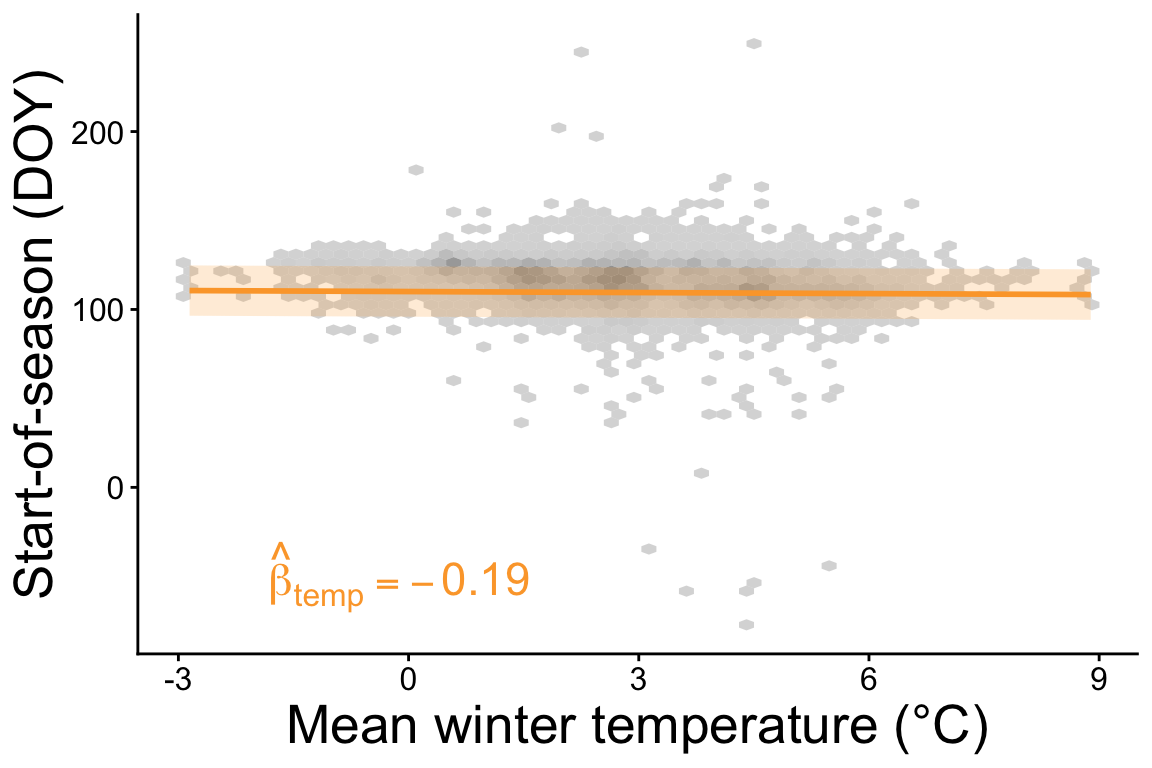 Start-of-season (DOY)
200
100
0
β̂temp = −0.19
-3 0 3 6 9
Mean winter temperature (°C)